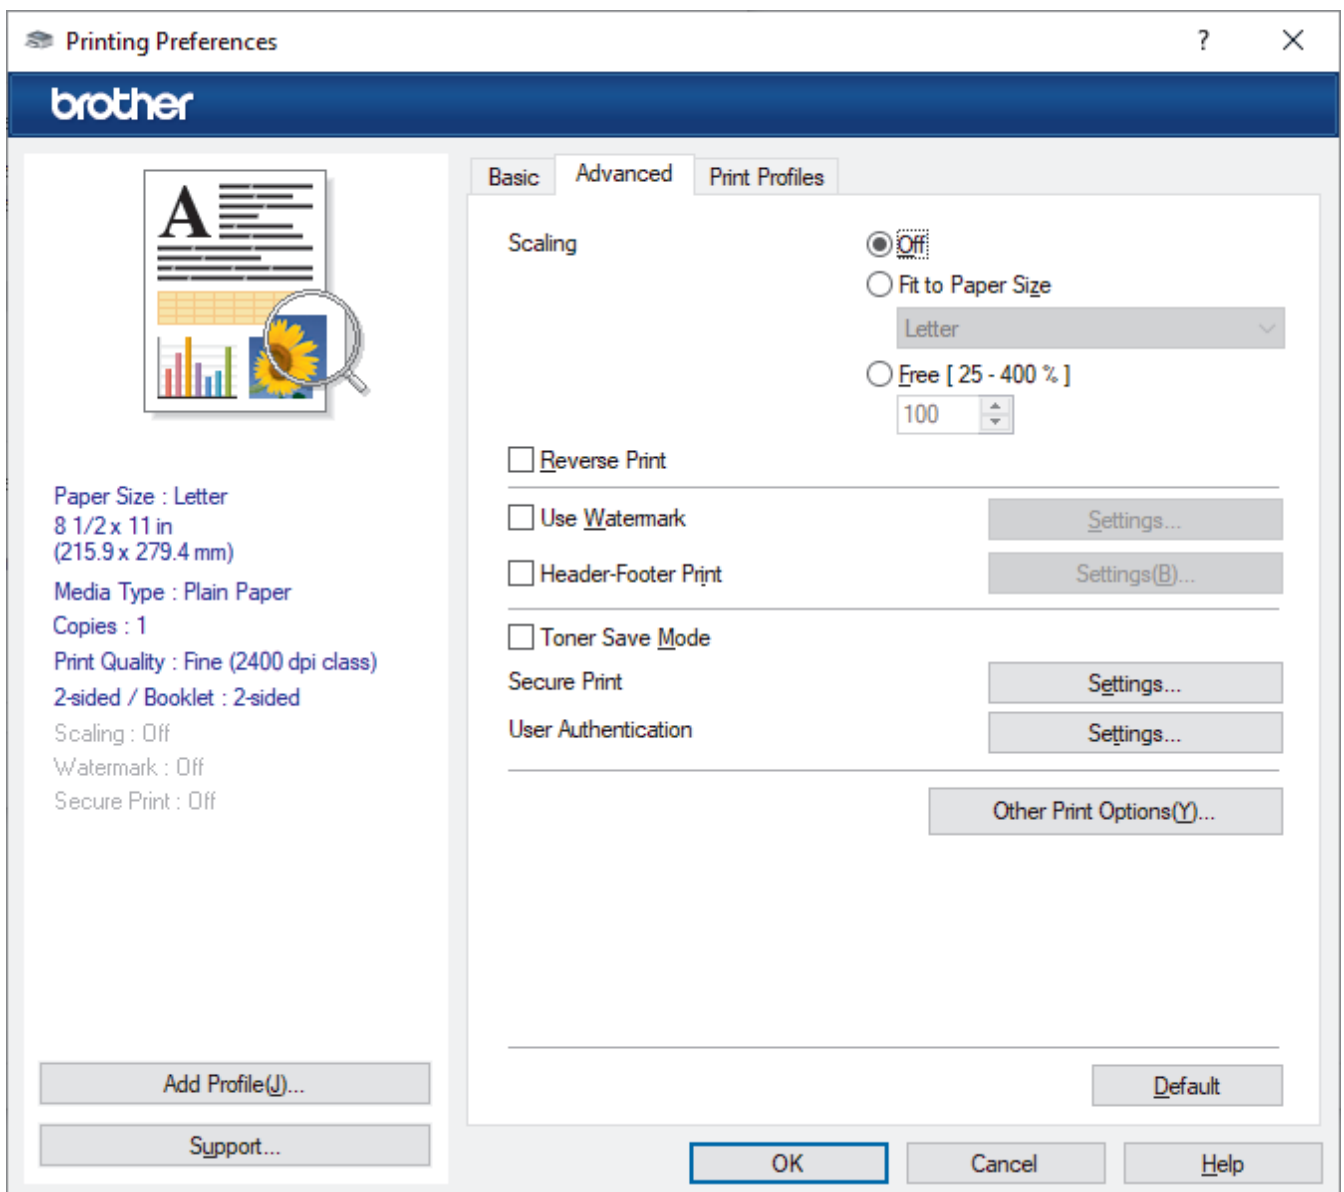 Printing Preferences
?
brother
A
Paper Size : Letter
8 1/2 x 11 in
(215.9 x 279.4 mm)
Media Type : Plain Paper
Copies : 1
Print Quality : Fine (2400 dpi class)
2-sided / Booklet : 2-sided
Scaling : Off
Watermark : Off
Secure Print : Off
Add Profile(J)...
Support...
Basic
Advanced
Print Profiles
Scaling
Off
Fit to Paper Size
Letter
Free [ 25 - 400 % ]
100
Reverse Print
Use Watermark
Settings...
Header-Footer Print
Settings(B)...
Toner Save Mode
Secure Print
Settings...
User Authentication
Settings...
Other Print Options(Y)...
Default
OK
Cancel
Help